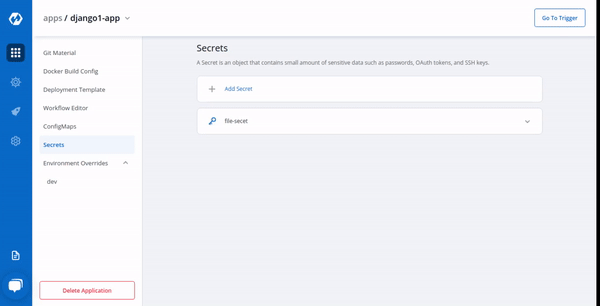 apps / django1-app
Go To Trigger
Git Material
Docker Build Config
Deployment Template
Workflow Editor
ConfigMaps
Secrets
Environment Overrides
dev
Delete Application
Secrets
A Secret is an object that contains small amount of sensitive data such as passwords, OAuth tokens, and SSH keys.
Add Secret
file-secet